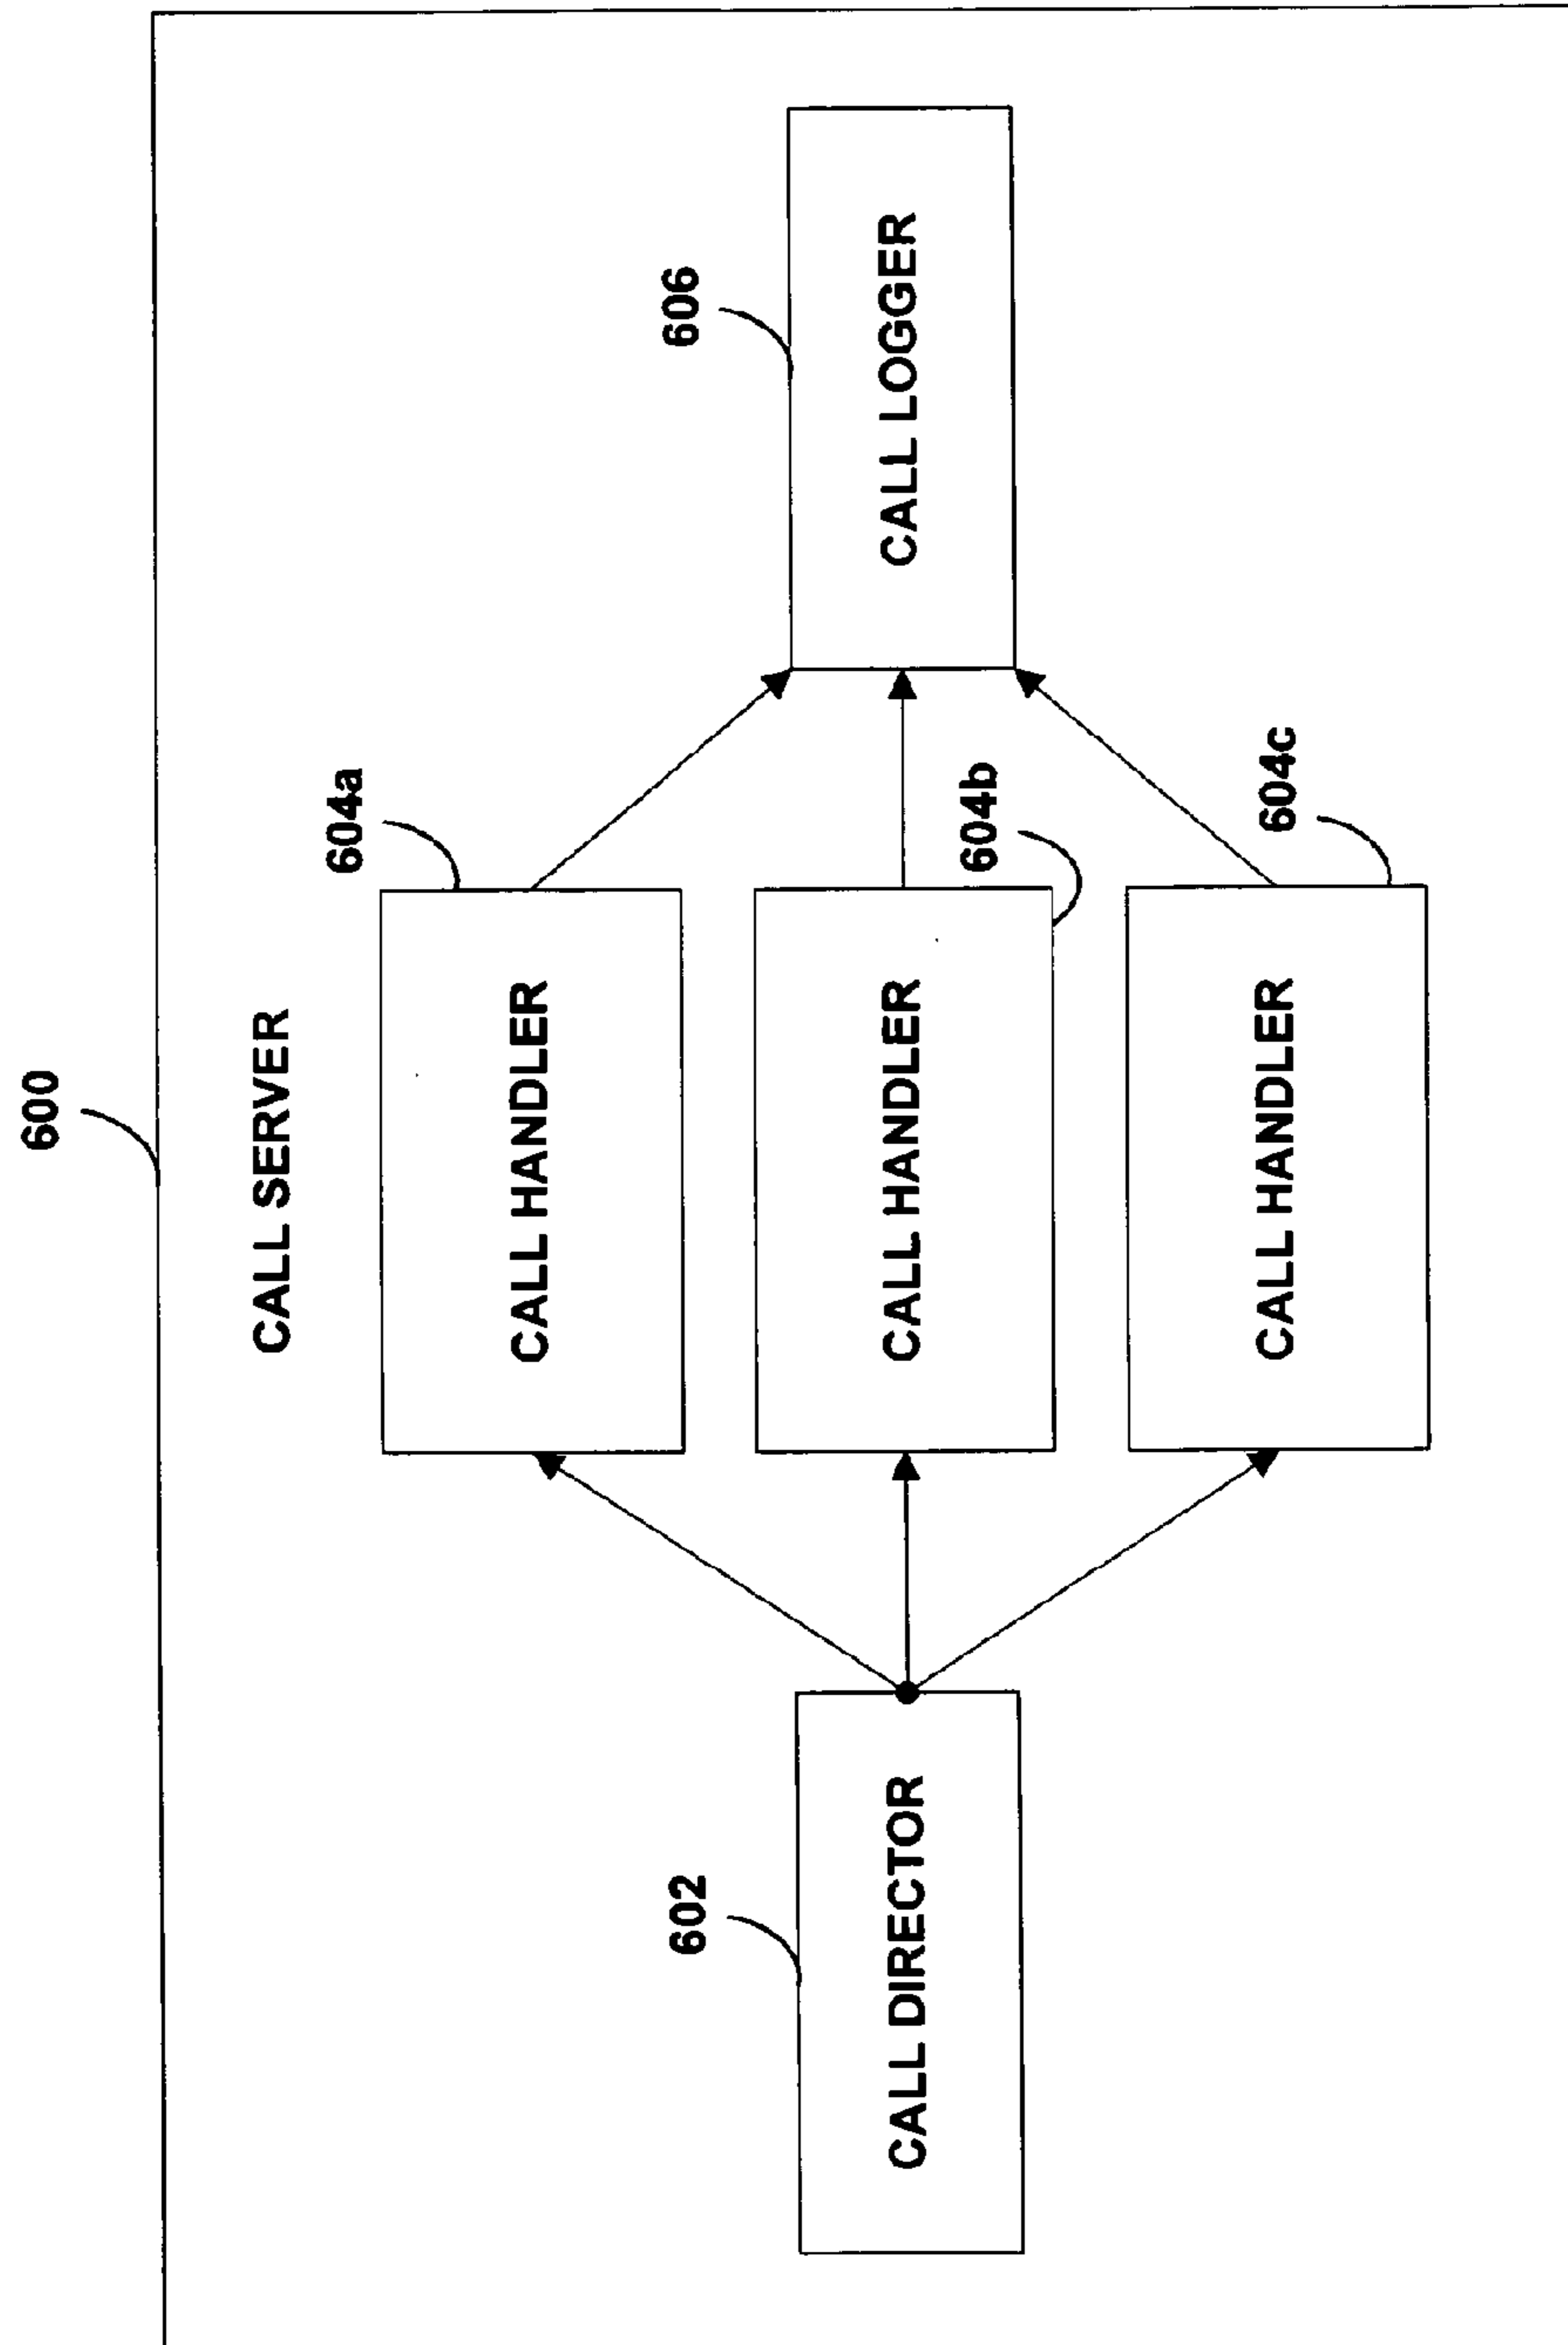 600
CALL SERVER
604a
CALL HANDLER
602
CALL DIRECTOR
606
CALL LOGGER
604b
CALL HANDLER
604c
CALL HANDLER